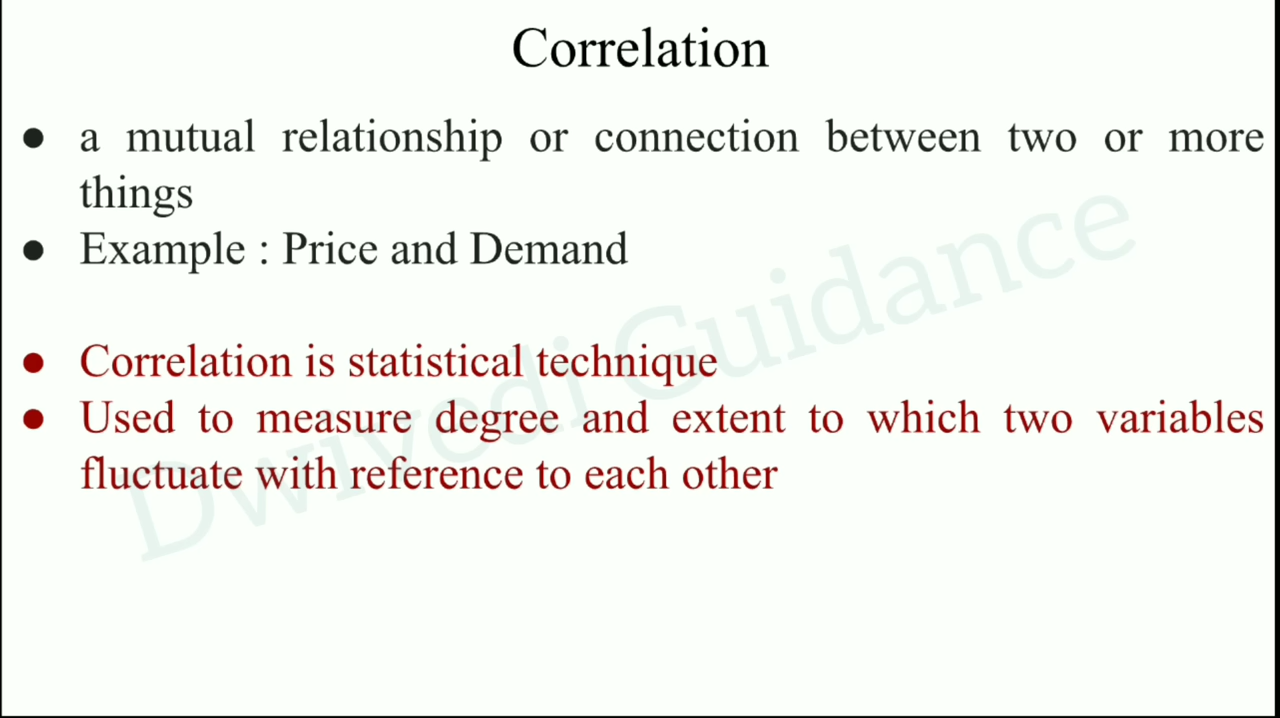 Correlation
● a mutual relationship or connection between two or more
things
● Example : Price and Demand
● Correlation is statistical technique
● Used to measure degree and extent to which two variables
fluctuate with reference to each other
Dwivedi Guidance